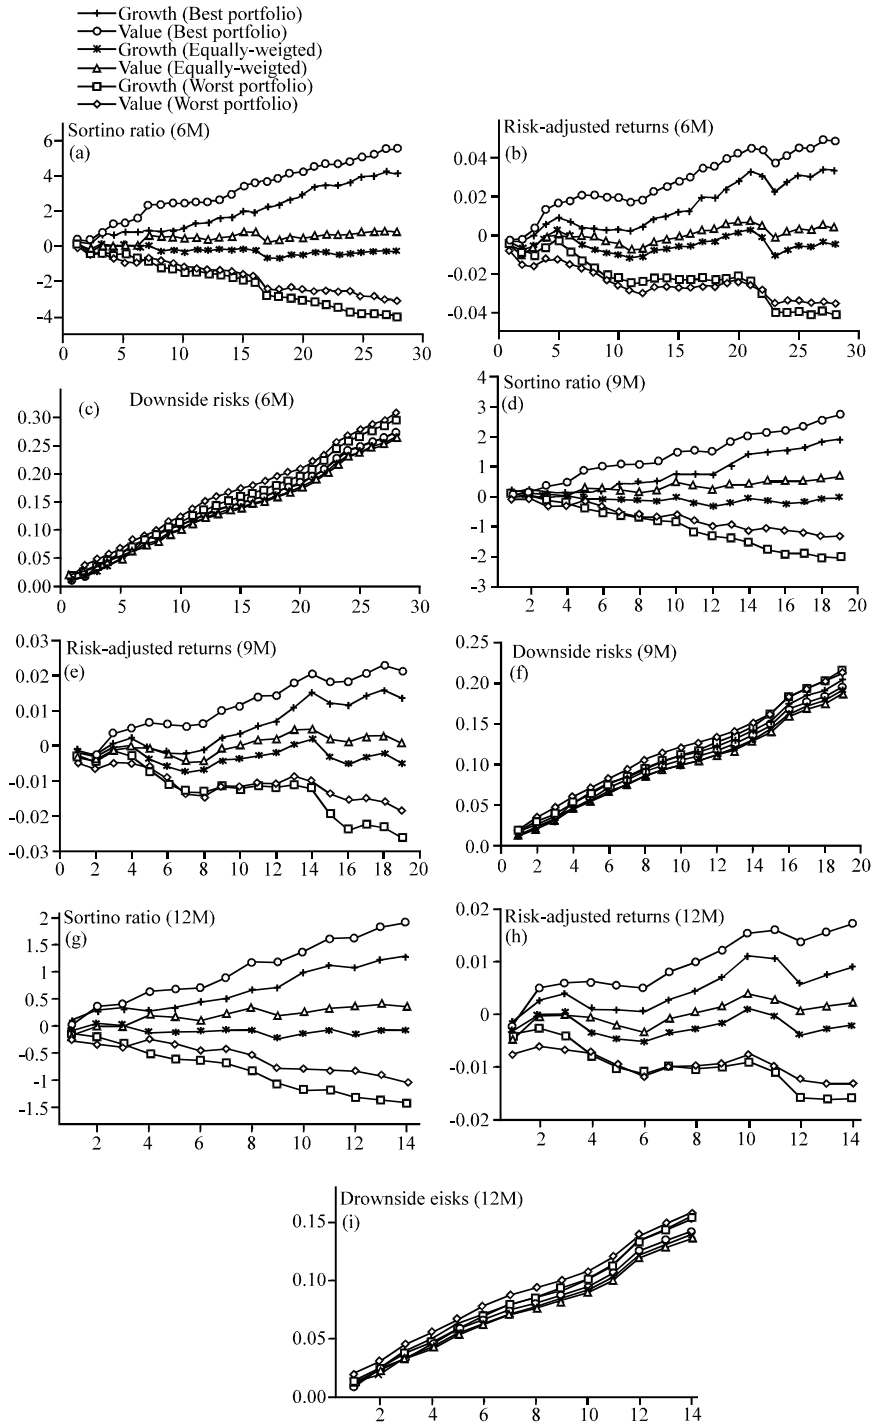 Growth (Best portfolio)
Value (Best portfolio)
Growth (Equally-weigted)
Value (Equally-weigted)
Growth (Worst portfolio)
Value (Worst portfolio)
Sortino ratio (6M)
(a)
6
4
2
0
-2
-4
0 5 10 15 20 25 30
Risk-adjusted returns (6M)
(b)
0.04
0.02
0
-0.02
-0.04
0 5 10 15 20 25 30
Downside risks (6M)
(c)
0.30
0.25
0.20
0.15
0.10
0.05
0.00
0 5 10 15 20 25 30
Sortino ratio (9M)
(d)
4
3
2
1
0
-1
-2
-3
2 4 6 8 10 12 14 16 18 20
Risk-adjusted returns (9M)
(e)
0.03
0.02
0.01
0
-0.01
-0.02
-0.03
0 2 4 6 8 10 12 14 16 18 20
Downside risks (9M)
(f)
0.25
0.20
0.15
0.10
0.05
0.0
0 2 4 6 8 10 12 14 16 18 20
Sortino ratio (12M)
(g)
2
1.5
1
0.5
0
-0.5
-1
-1.5
2 4 6 8 10 12 14
Risk-adjusted returns (12M)
(h)
0.02
0.01
0
-0.01
-0.02
2 4 6 8 10 12 14
Drownside eisks (12M)
(i)
0.15
0.10
0.05
0.00
2 4 6 8 10 12 14